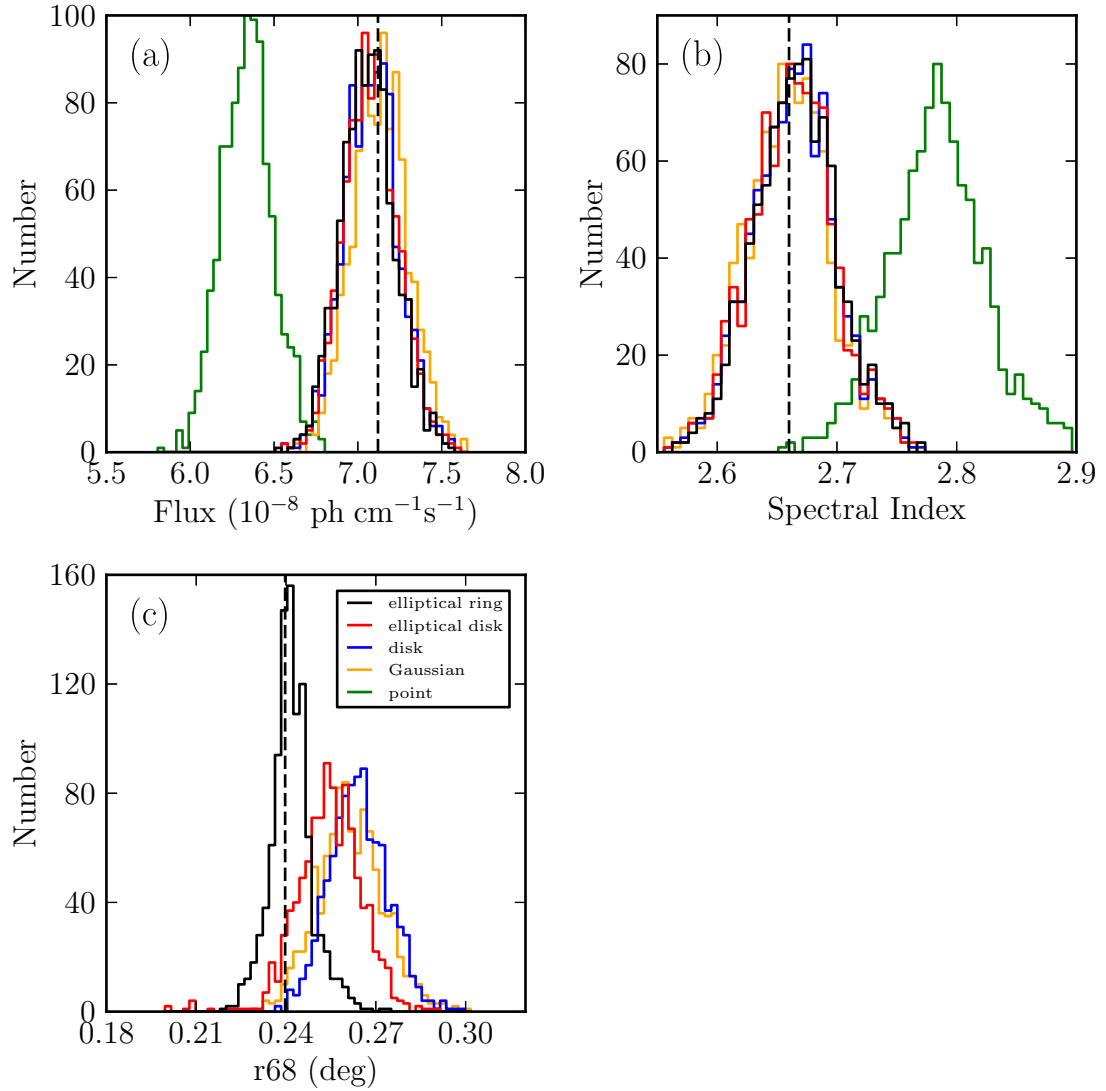 100
80
60
40
20
0
Number
(a)
5.5
6.0
6.5
7.0
7.5
8.0
Flux (10⁻⁸ ph cm⁻¹s⁻¹)
80
60
40
20
0
Number
(b)
2.6
2.7
2.8
2.9
Spectral Index
160
120
80
40
0
Number
(c)
elliptical ring
elliptical disk
disk
Gaussian
point
0.18
0.21
0.24
0.27
0.30
r68 (deg)